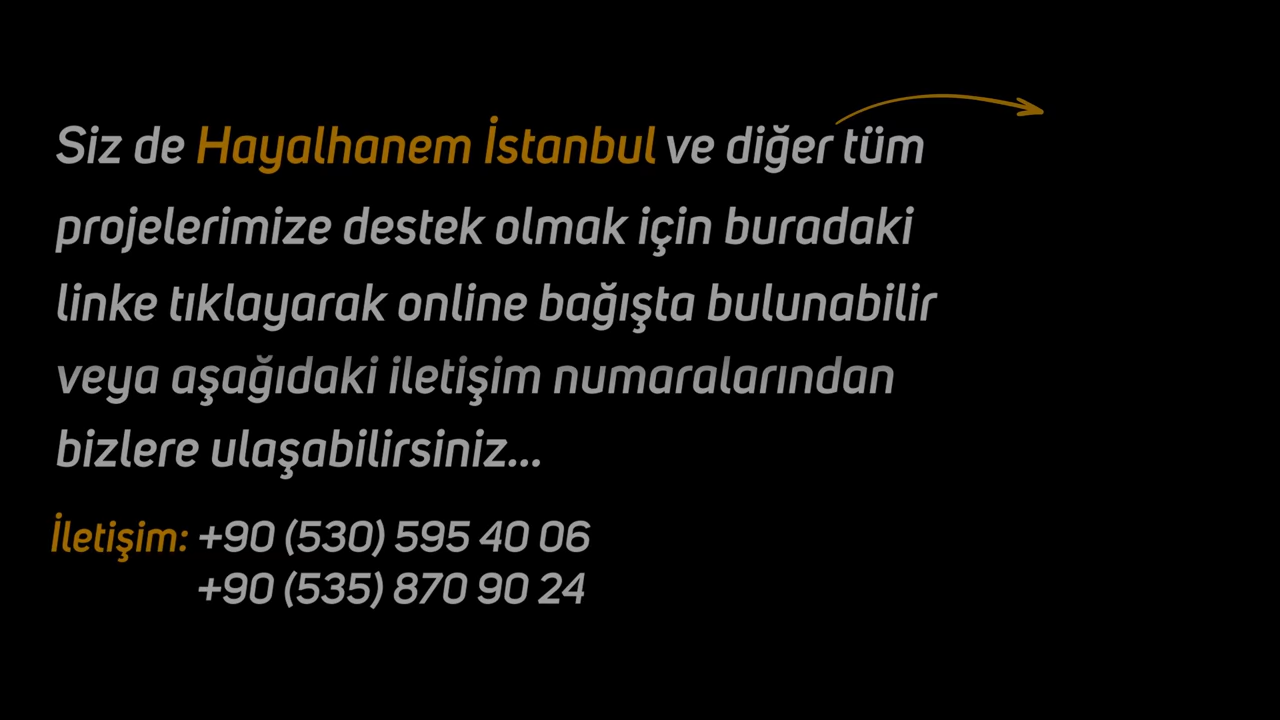 Siz de Hayalhanem İstanbul ve diğer tüm
projelerimize destek olmak için buradaki
linke tıklayarak online bağışta bulunabilir
veya aşağıdaki iletişim numaralarından
bizlere ulaşabilirsiniz...
İletişim: +90 (530) 595 40 06
+90 (535) 870 90 24